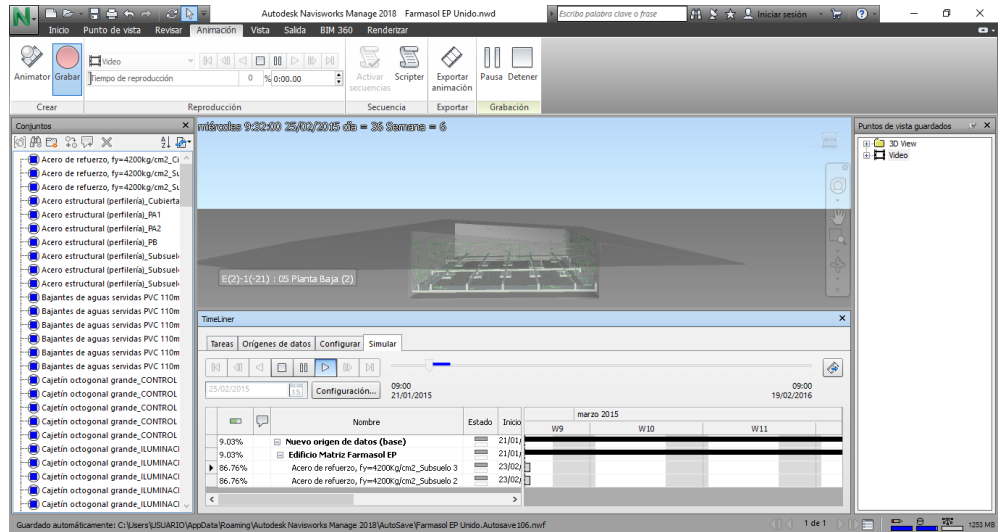 Autodesk Navisworks Manage 2018 Farmasol EP Unido.nwd
Escriba palabra clave o frase
Iniciar sesión
Inicio Punto de vista Revisar Animación Vista Salida BIM 360 Renderizar
Video
Tiempo de reproducción 0 % 0:00.00
Animator Grabar
Activar secuencias
Scripter
Exportar animación
Pausa Detener
Crear Reproducción Secuencia Exportar Grabación
Conjuntos
Acero de refuerzo, fy=4200kg/cm2_Ci
Acero de refuerzo, fy=4200kg/cm2_Su
Acero de refuerzo, fy=4200kg/cm2_Su
Acero estructural (perfilería)_Cubierta
Acero estructural (perfilería)_PA1
Acero estructural (perfilería)_PA2
Acero estructural (perfilería)_PB
Acero estructural (perfilería)_Subsuel
Acero estructural (perfilería)_Subsuel
Acero estructural (perfilería)_Subsuel
Bajantes de aguas servidas PVC 110m
Bajantes de aguas servidas PVC 110m
Bajantes de aguas servidas PVC 110m
Bajantes de aguas servidas PVC 110m
Bajantes de aguas servidas PVC 110m
Bajantes de aguas servidas PVC 110m
Cajetín octogonal grande_CONTROL
Cajetín octogonal grande_CONTROL
Cajetín octogonal grande_CONTROL
Cajetín octogonal grande_CONTROL
Cajetín octogonal grande_CONTROL
Cajetín octogonal grande_ILUMINACI
Cajetín octogonal grande_ILUMINACI
Cajetín octogonal grande_ILUMINACI
Cajetín octogonal grande_ILUMINACI
Cajetín octogonal grande_ILUMINACI
miércoles 9:32:00 25/02/2015 día = 36 Semana = 6
E(2)-1(-21) : 05 Planta Baja (2)
Puntos de vista guardados
3D View
Video
TimeLiner
Tareas Orígenes de datos Configurar Simular
25/02/2015
15
Configuración...
09:00
21/01/2015
09:00
19/02/2016
Nombre Estado Inicio
marzo 2015
W9 W10 W11
9.03% Nuevo origen de datos (base) 21/01/
9.03% Edificio Matriz Farmasol EP 21/01/
86.76% Acero de refuerzo, fy=4200Kg/cm2_Subsuelo 3 23/02/
86.76% Acero de refuerzo, fy=4200Kg/cm2_Subsuelo 2 23/02/
Guardado automáticamente: C:\Users\USUARIO\AppData\Roaming\Autodesk Navisworks Manage 2018\AutoSave\Farmasol EP Unido.Autosave106.nwf
1 de 1
1253 MB